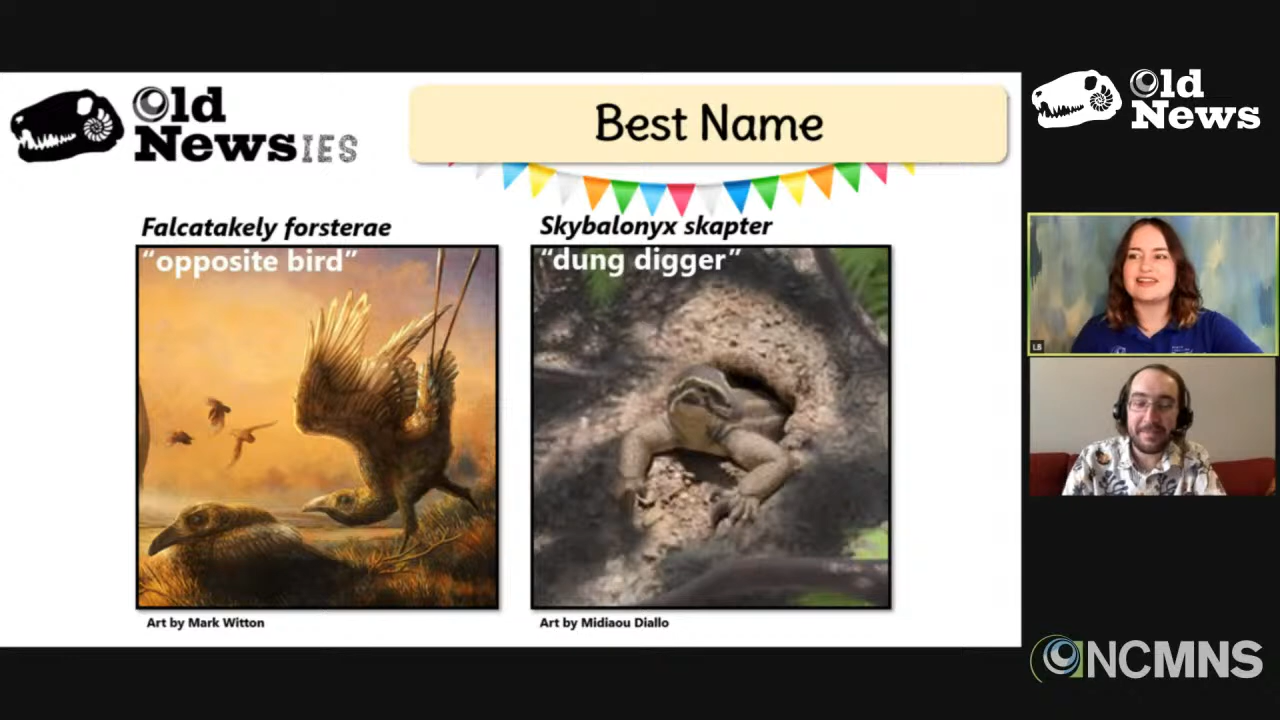 Old
NewsIES
Best Name
Old
News
Falcatakely forsterae
"opposite bird"
Skybalonyx skapter
"dung digger"
LB
Art by Mark Witton
Art by Midiaou Diallo
NCMNS